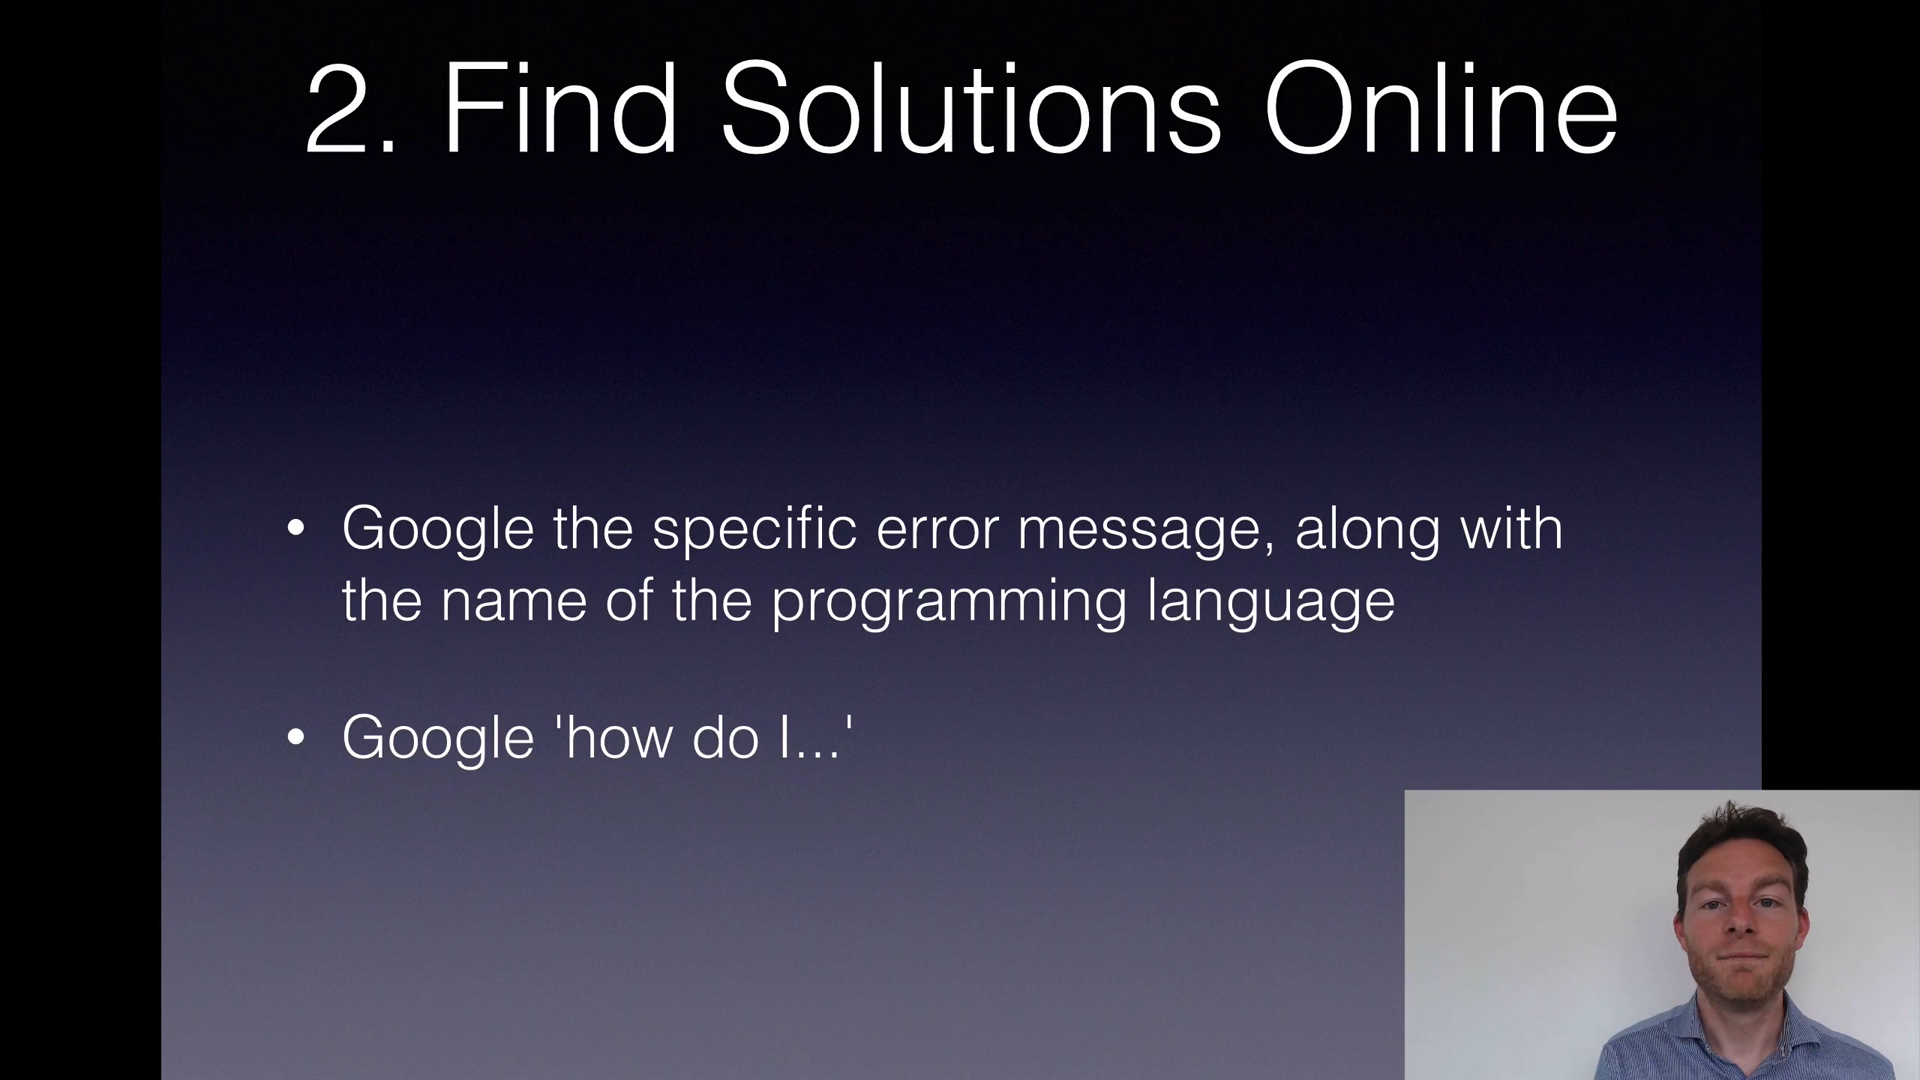 2. Find Solutions Online
• Google the specific error message, along with
the name of the programming language
• Google 'how do I...'